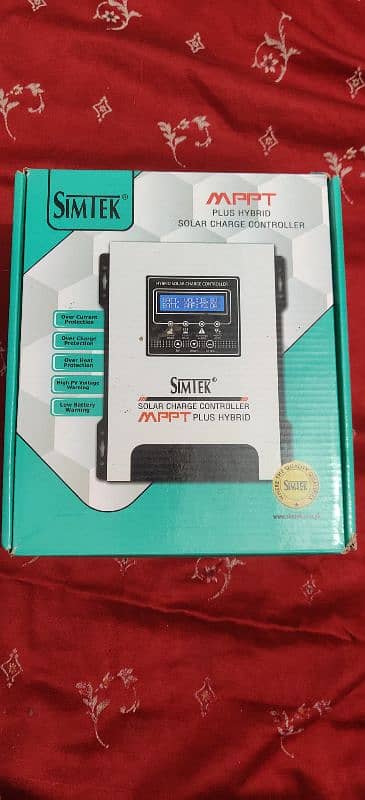 SIMTEK®
MPPT
PLUS HYBRID
SOLAR CHARGE CONTROLLER
HYBRID SOLAR CHARGE CONTROLLER
Over Current
Protection
Over Charge
Protection
Over Heat
Protection
High PV Voltage
Warning
Low Battery
Warning
SIMTEK®
SOLAR CHARGE CONTROLLER
MPPT PLUS HYBRID
SIMTEK